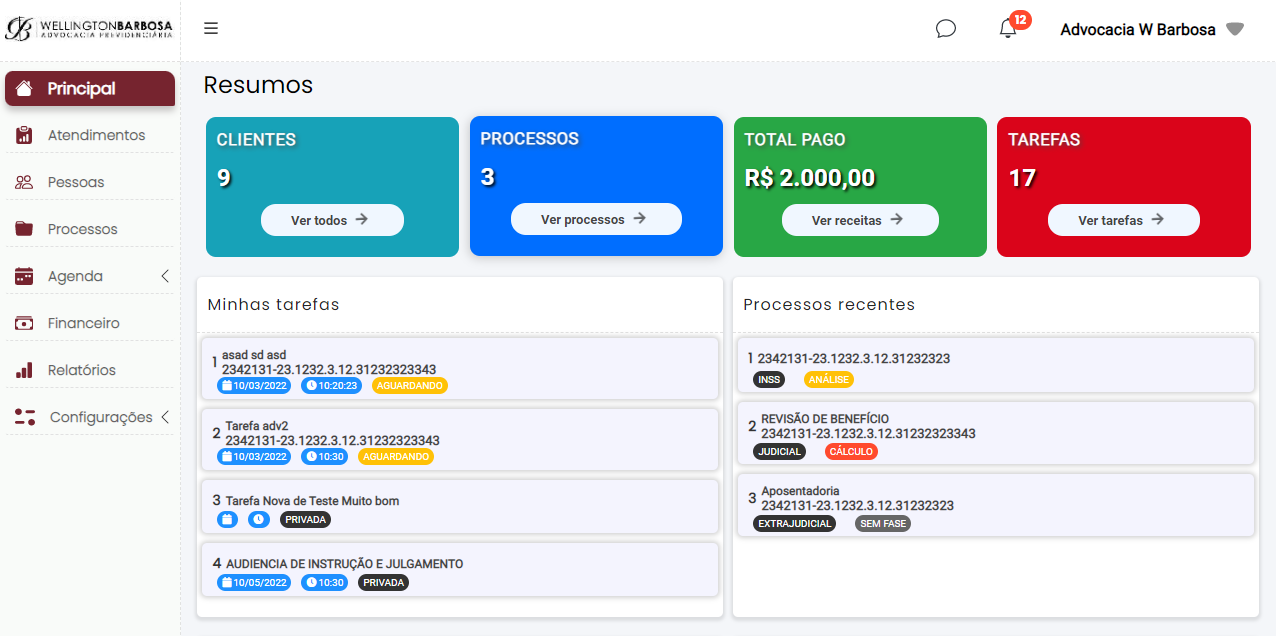 WELLINGTONBARBOSA
ADVOCACIA PREVIDENCIÁRIA
12
Advocacia W Barbosa
Principal
Atendimentos
Pessoas
Processos
Agenda
Financeiro
Relatórios
Configurações
Resumos
CLIENTES
9
Ver todos
PROCESSOS
3
Ver processos
TOTAL PAGO
R$ 2.000,00
Ver receitas
TAREFAS
17
Ver tarefas
Minhas tarefas
1 asad sd asd
2342131-23.1232.3.12.31232323343
10/03/2022 10:20:23 AGUARDANDO
2 Tarefa adv2
2342131-23.1232.3.12.31232323343
10/03/2022 10:30 AGUARDANDO
3 Tarefa Nova de Teste Muito bom
PRIVADA
4 AUDIENCIA DE INSTRUÇÃO E JULGAMENTO
10/05/2022 10:30 PRIVADA
Processos recentes
1 2342131-23.1232.3.12.31232323
INSS ANÁLISE
2 REVISÃO DE BENEFÍCIO
2342131-23.1232.3.12.31232323343
JUDICIAL CÁLCULO
3 Aposentadoria
2342131-23.1232.3.12.31232323
EXTRAJUDICIAL SEM FASE